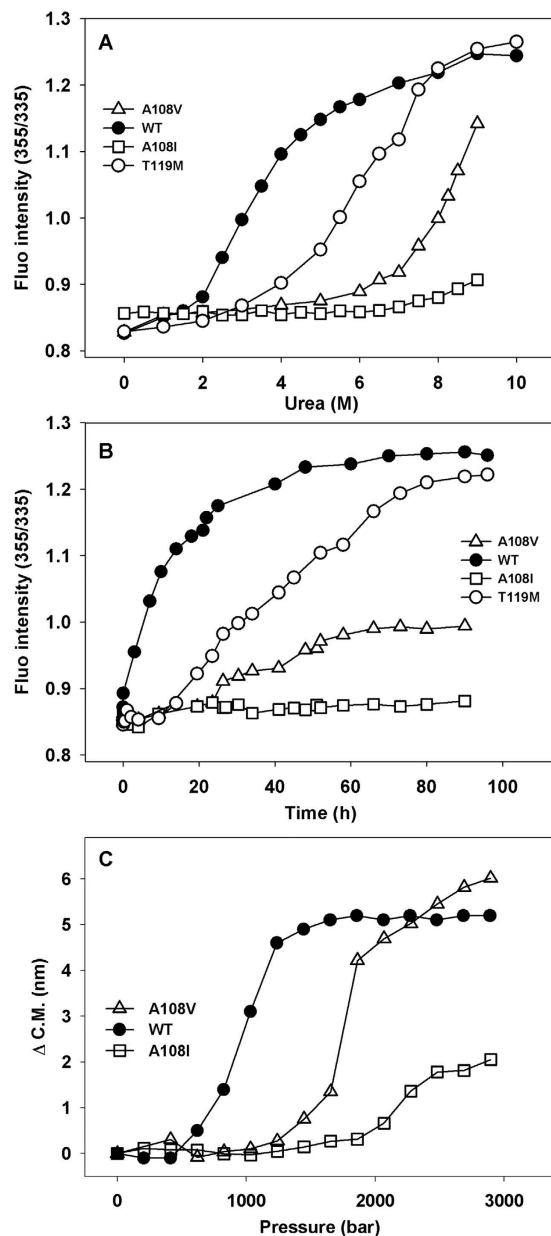 A
1.3
1.2
1.1
1.0
0.9
0.8
Fluo intensity (355/335)
A108V
WT
A108I
T119M
0 2 4 6 8 10
Urea (M)
B
1.3
1.2
1.1
1.0
0.9
0.8
Fluo intensity (355/335)
A108V
WT
A108I
T119M
0 20 40 60 80 100
Time (h)
C
6
5
4
3
2
1
0
Δ C.M. (nm)
A108V
WT
A108I
0 1000 2000 3000
Pressure (bar)